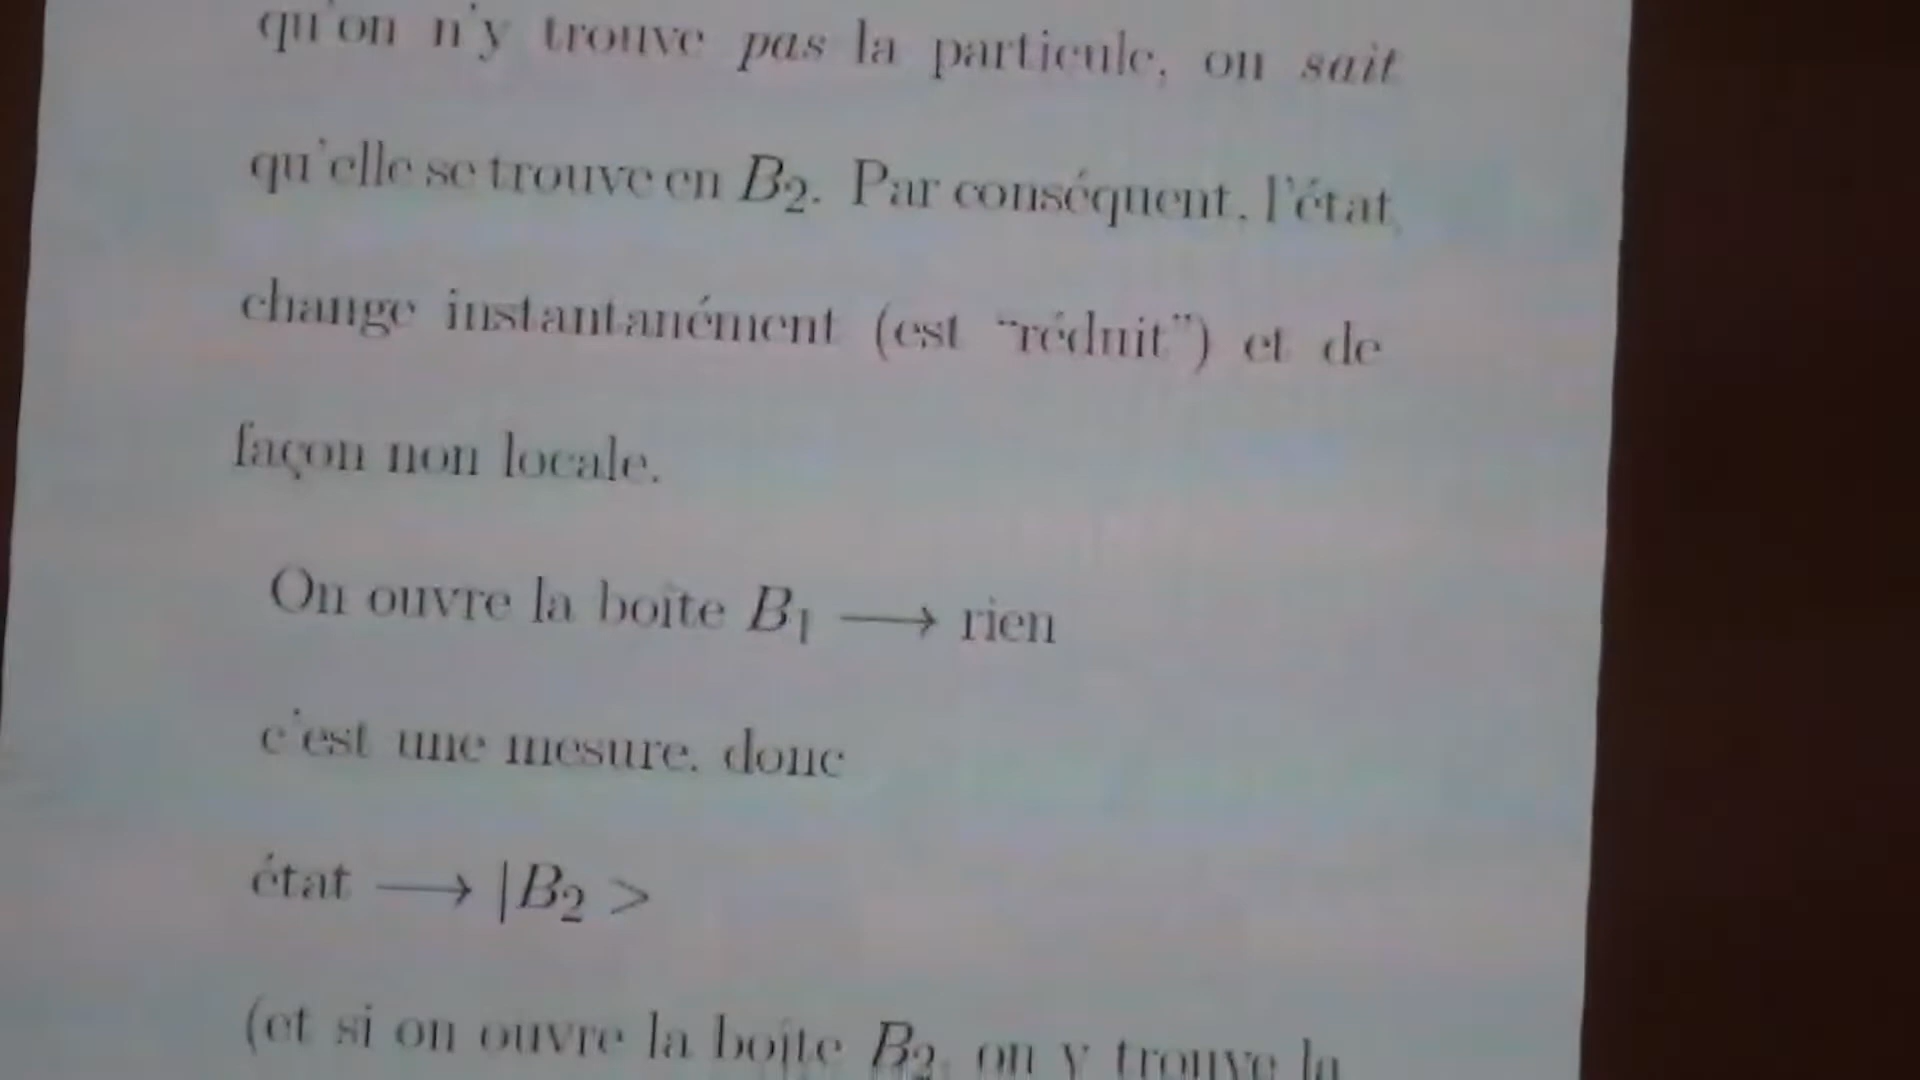 qu'on n'y trouve pas la particule, on sait
qu'elle se trouve en B₂. Par conséquent, l'état
change instantanément (est “réduit”) et de
façon non locale.
On ouvre la boîte B₁ ⟶ rien
c'est une mesure, donc
état ⟶ |B₂ >
(et si on ouvre la boîte B₂, on y trouve la